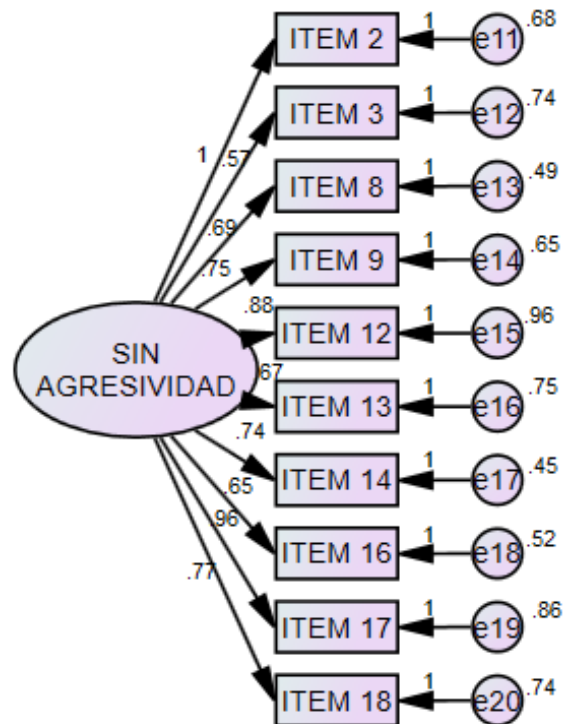 ITEM 2 1 e11 .68
ITEM 3 1 e12 .74
ITEM 8 1 e13 .49
ITEM 9 1 e14 .65
ITEM 12 1 e15 .96
ITEM 13 1 e16 .75
ITEM 14 1 e17 .45
ITEM 16 1 e18 .52
ITEM 17 1 e19 .86
ITEM 18 1 e20 .74
1
.57
.69
.75
.88
67
.74
.65
.96
.77
SIN
AGRESIVIDAD